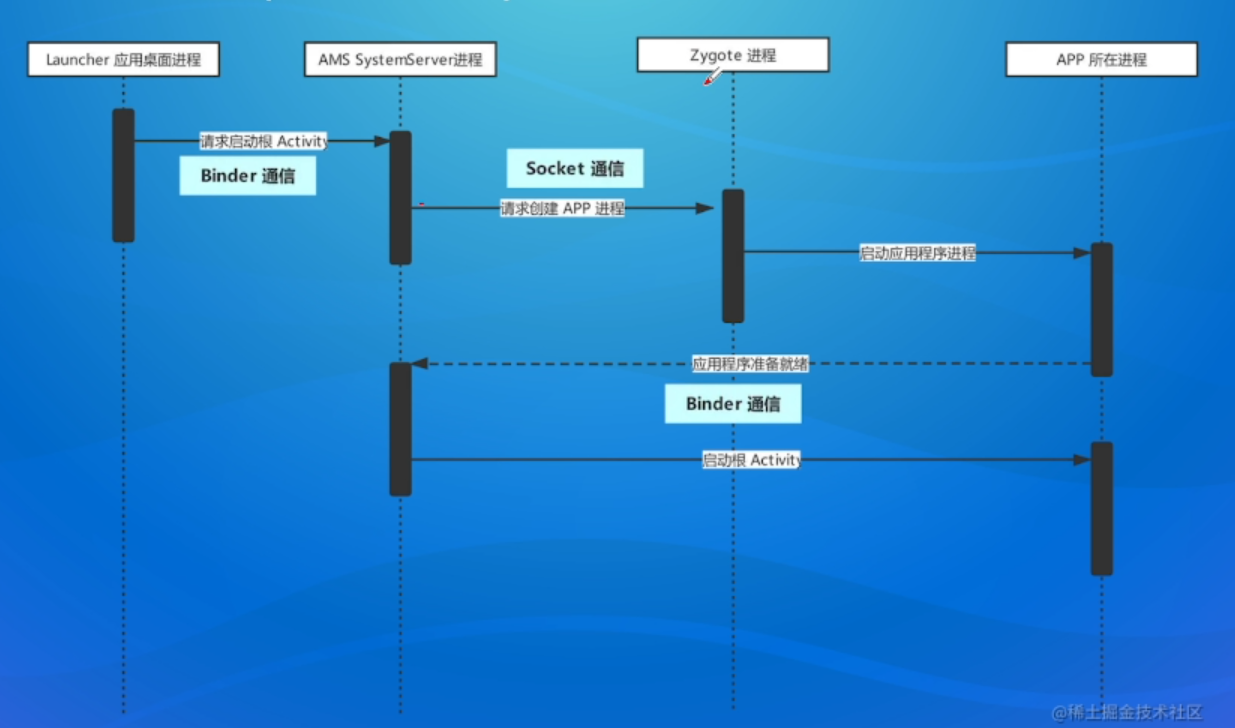 Launcher 应用桌面进程
AMS SystemServer进程
Zygote 进程
APP 所在进程
请求启动根 Activity
Binder 通信
Socket 通信
请求创建 APP 进程
启动应用程序进程
应用程序准备就绪
Binder 通信
启动根 Activity
@稀土掘金技术社区